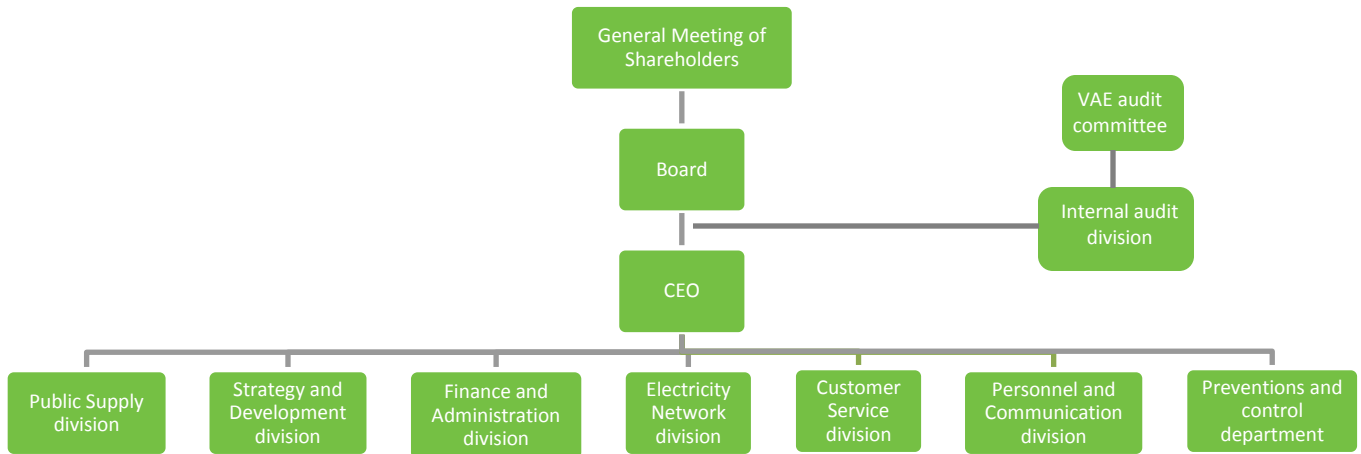 General Meeting of
Shareholders
VAE audit
committee
Board
Internal audit
division
CEO
Public Supply
division
Strategy and
Development
division
Finance and
Administration
division
Electricity
Network
division
Customer
Service
division
Personnel and
Communication
division
Preventions and
control
department